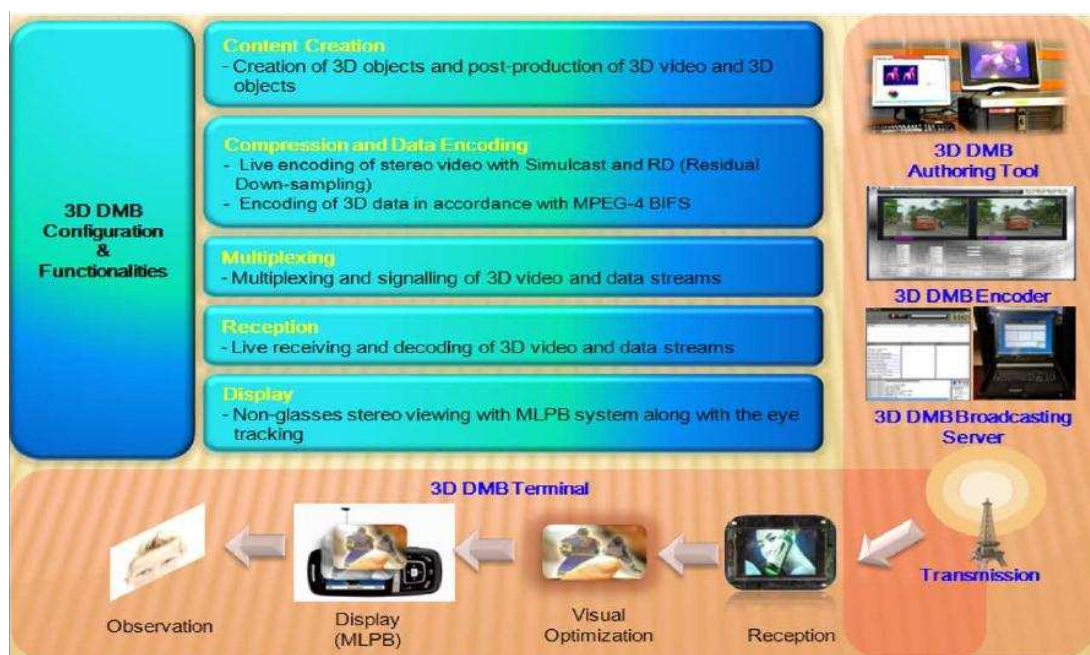 3D DMB
Configuration
&
Functionalities
Content Creation
- Creation of 3D objects and post-production of 3D video and 3D
objects
Compression and Data Encoding
- Live encoding of stereo video with Simulcast and RD (Residual
Down-sampling)
- Encoding of 3D data in accordance with MPEG-4 BIFS
Multiplexing
- Multiplexing and signalling of 3D video and data streams
Reception
- Live receiving and decoding of 3D video and data streams
Display
- Non-glasses stereo viewing with MLPB system along with the eye
tracking
3D DMB
Authoring Tool
3D DMB Encoder
3D DMB Broadcasting
Server
3D DMB Terminal
Transmission
Observation
Display
(MLPB)
Visual
Optimization
Reception